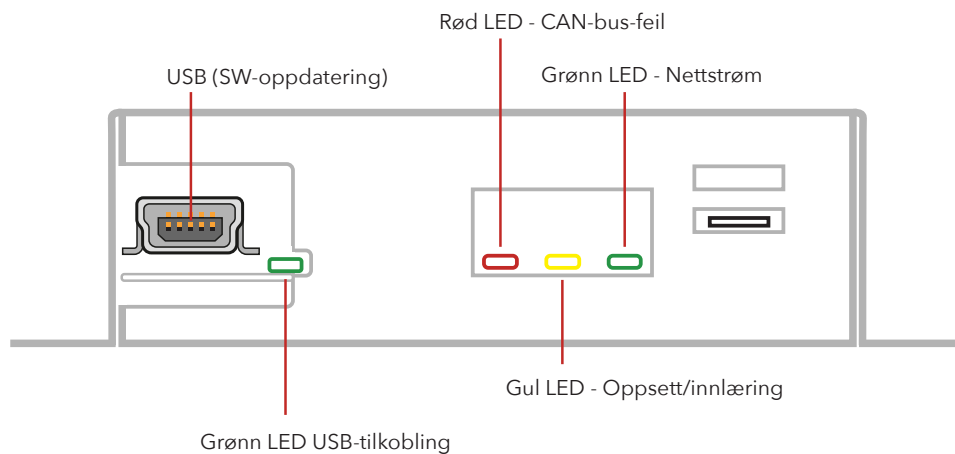 Rød LED - CAN-bus-feil
Grønn LED - Nettstrøm
USB (SW-oppdatering)
Gul LED - Oppsett/innlæring
Grønn LED USB-tilkobling